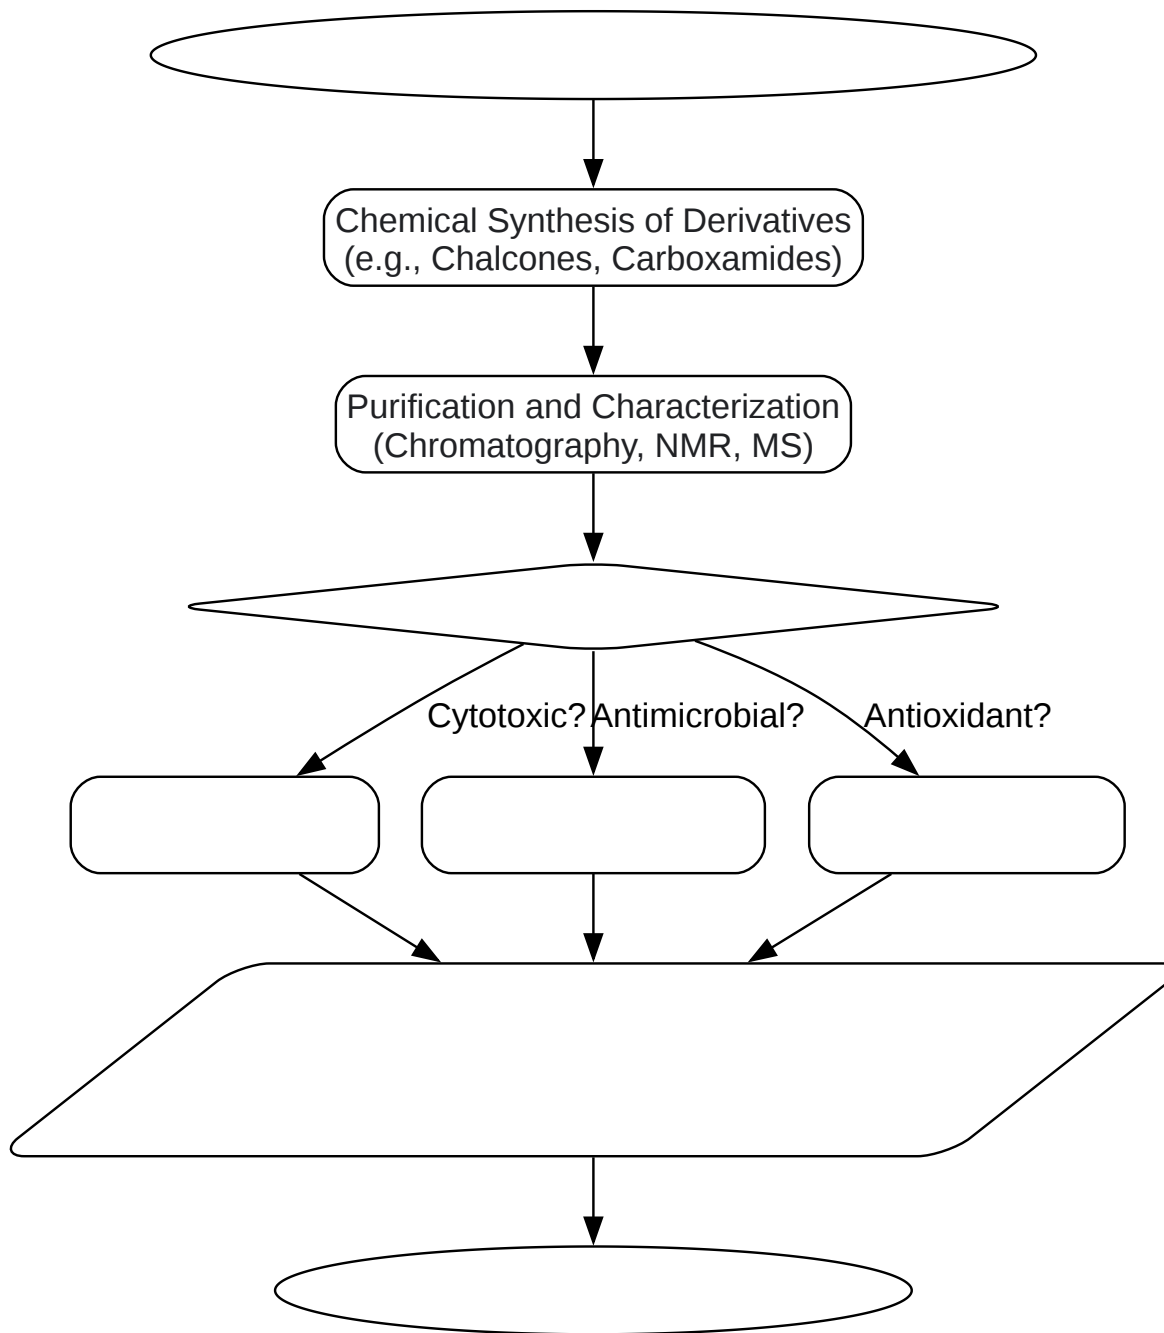 Chemical Synthesis of Derivatives
(e.g., Chalcones, Carboxamides)
Purification and Characterization
(Chromatography, NMR, MS)
Cytotoxic?
Antimicrobial?
Antioxidant?